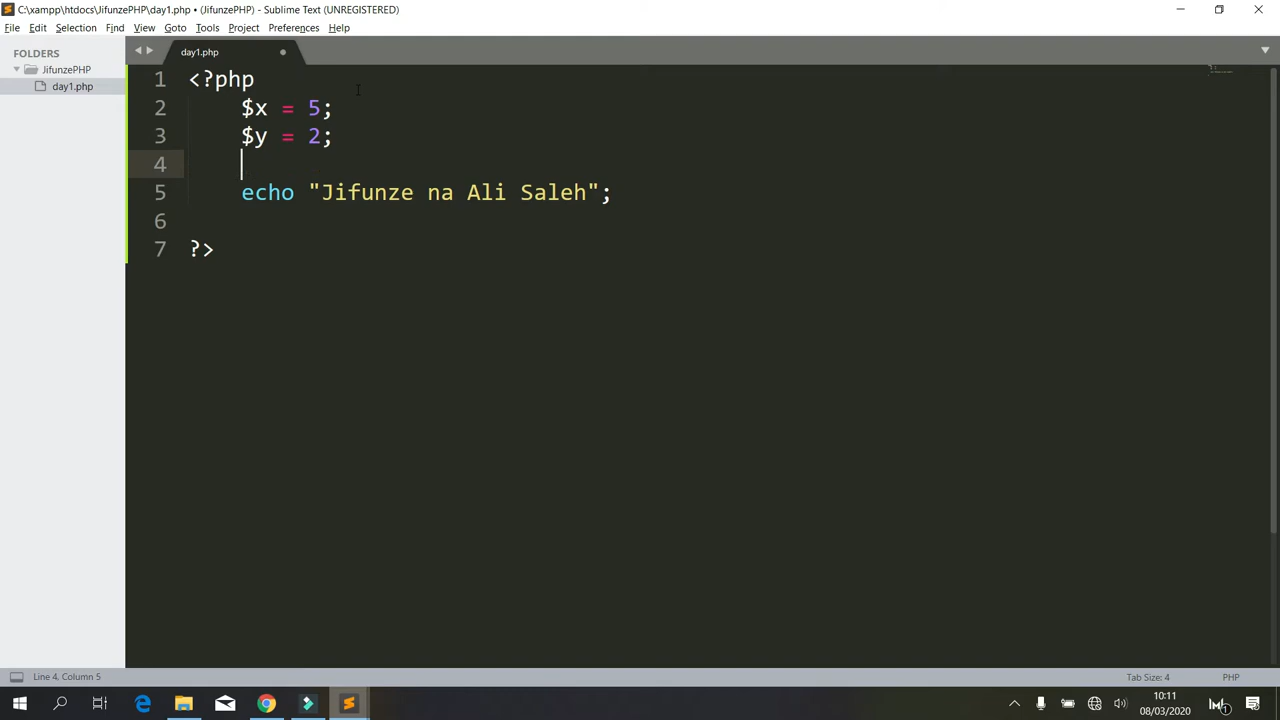 C:\xampp\htdocs\JifunzePHP\day1.php • (JifunzePHP) - Sublime Text (UNREGISTERED)
File Edit Selection Find View Goto Tools Project Preferences Help
FOLDERS
JifunzePHP
day1.php
day1.php
1 <?php
2 $x = 5;
3 $y = 2;
4
5 echo "Jifunze na Ali Saleh";
6
7 ?>
Line 4, Column 5
Tab Size: 4
PHP
10:11
08/03/2020